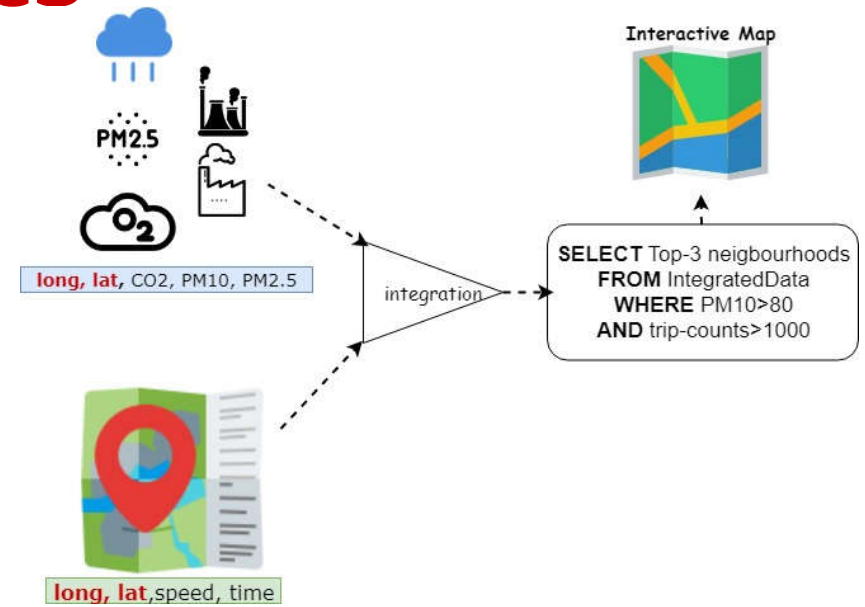 Interactive Map
PM2.5
O2
long, lat, CO2, PM10, PM2.5
integration
SELECT Top-3 neigbourhoods
FROM IntegratedData
WHERE PM10>80
AND trip-counts>1000
long, lat,speed, time